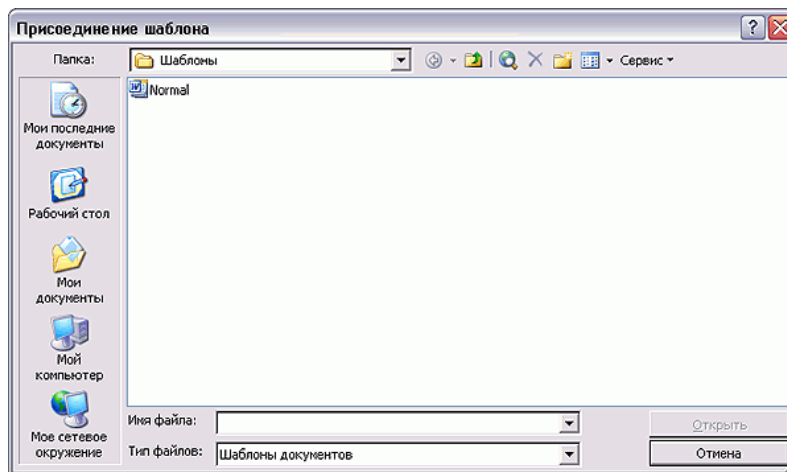 Присоединение шаблона
Папка:
Шаблоны
Сервис
Normal
Мои последние
документы
Рабочий стол
Мои
документы
Мой
компьютер
Мое сетевое
окружение
Имя файла:
Открыть
Тип файлов:
Шаблоны документов
Отмена